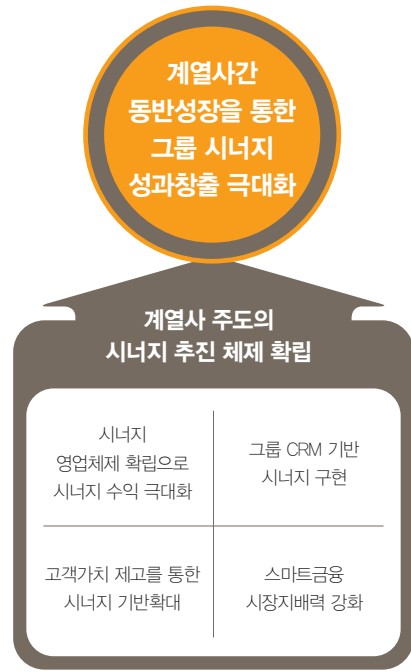 계열사간
동반성장을 통한
그룹 시너지
성과창출 극대화
계열사 주도의
시너지 추진 체제 확립
시너지
영업체제 확립으로
시너지 수익 극대화
그룹 CRM 기반
시너지 구현
고객가치 제고를 통한
시너지 기반확대
스마트금융
시장지배력 강화